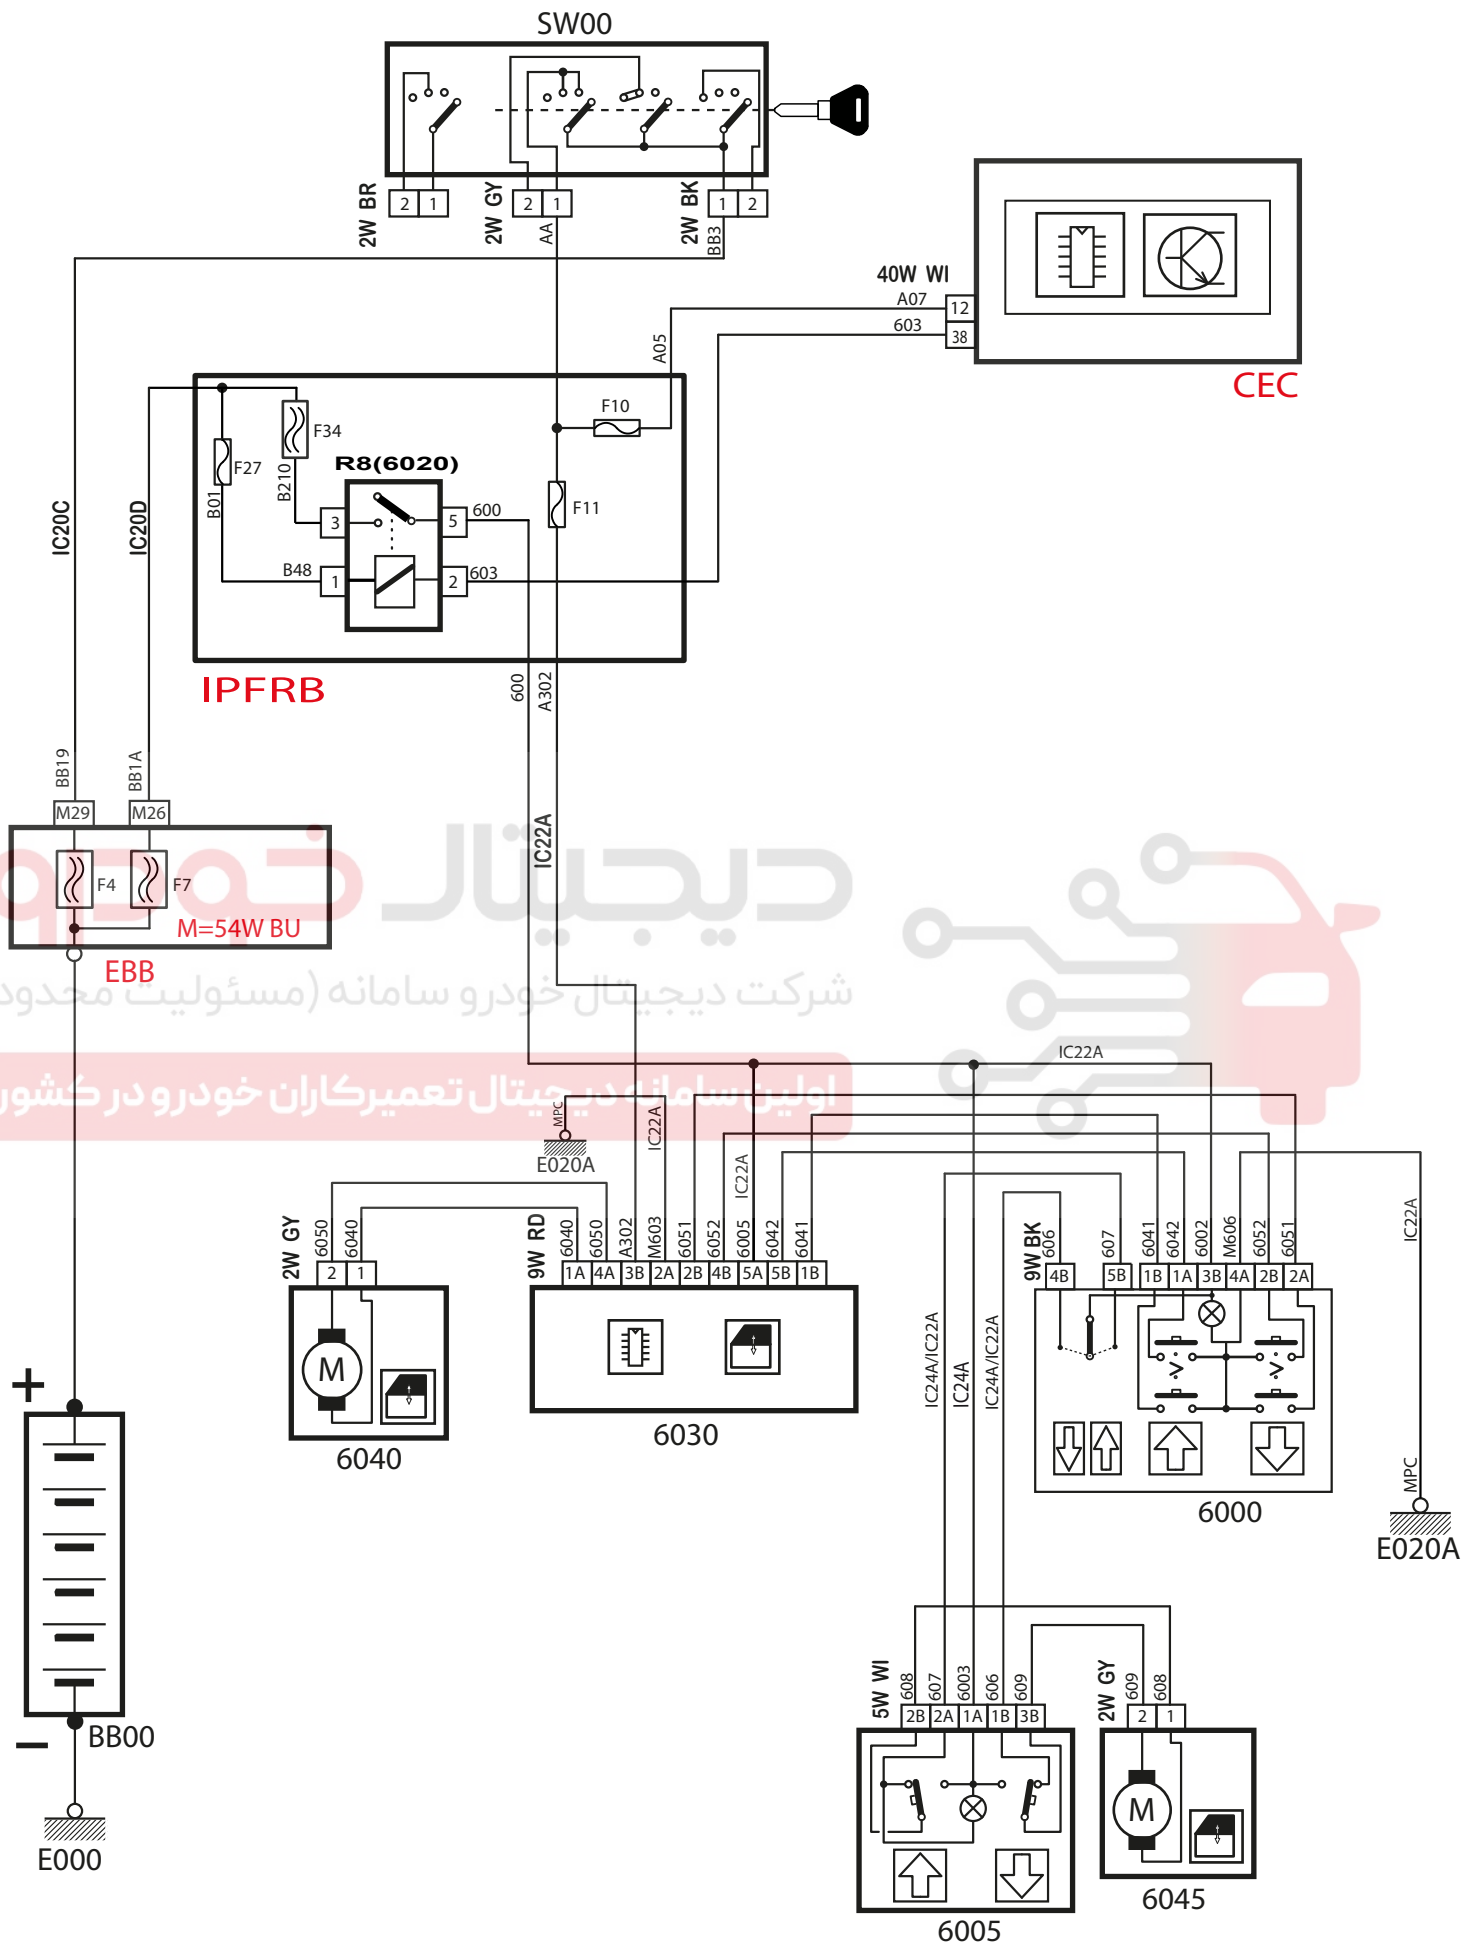 SW00
2W BR
2
1
2W GY
2
1
AA
2W BK
1
2
BB3
40W WI
A07
12
603
38
CEC
A05
F10
F34
F27
B210
B01
R8(6020)
3
5
600
F11
B48
1
2
603
IC20C
IC20D
IPFRB
600
A302
BB19
BB1A
M29
M26
IC22A
F4
F7
M=54W BU
EBB
دیجیتال خودرو
شرکت دیجیتال خودرو سامانه (مسئولیت محدود
اولین سامانه دیجیتال تعمیرکاران خودرو در کشور
IC22A
MPC
E020A
IC22A
IC22A
2W GY
6050
6040
2
1
9W RD
6040
6050
A302
M603
6051
6052
6005
6042
6041
1A
4A
3B
2A
2B
4B
5A
5B
1B
9W BK
606
607
6041
6042
6002
M606
6052
6051
4B
5B
1B
1A
3B
4A
2B
2A
IC22A
M
6040
6030
IC24A/IC22A
IC24A
IC24A/IC22A
6000
MPC
E020A
+
BB00
−
E000
5W WI
608
607
6003
606
609
2B
2A
1A
1B
3B
2W GY
609
608
2
1
M
6045
6005